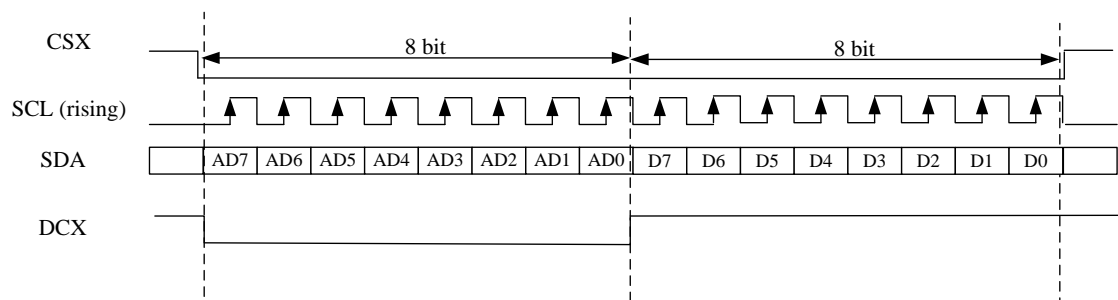 CSX
8 bit
8 bit
SCL (rising)
SDA
AD7 AD6 AD5 AD4 AD3 AD2 AD1 AD0 D7 D6 D5 D4 D3 D2 D1 D0
DCX